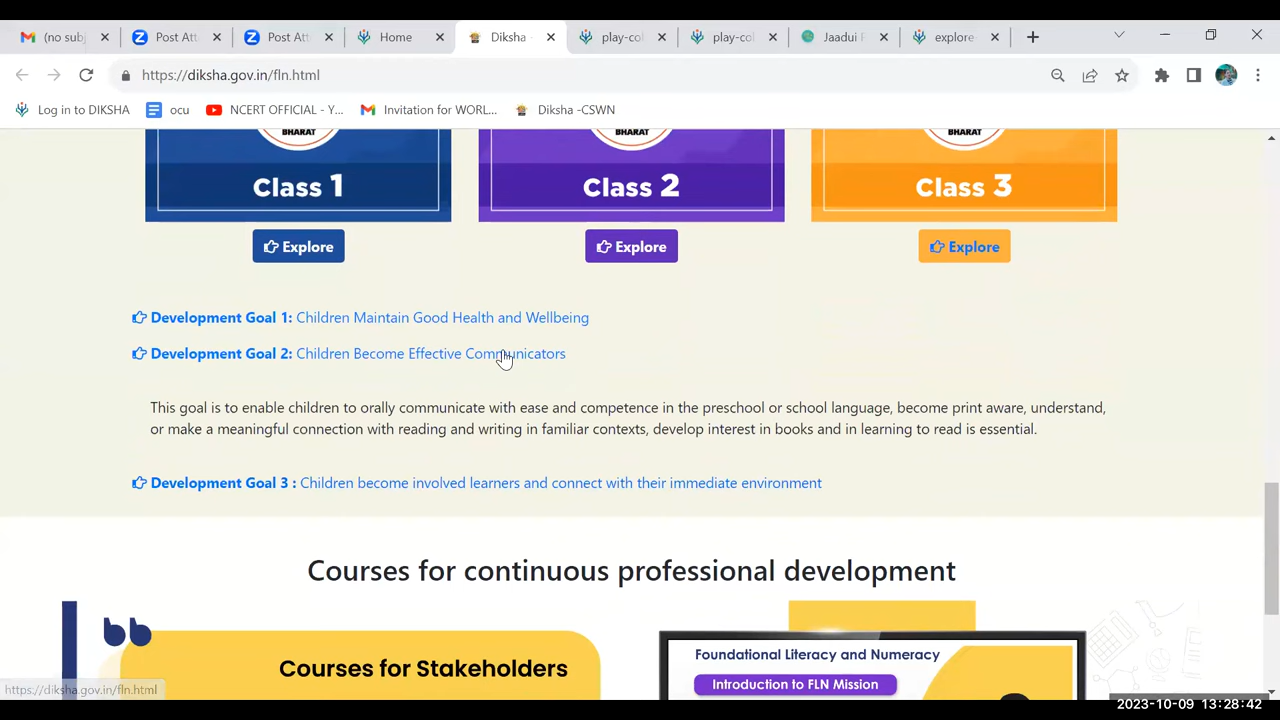 (no subj
Post Att
Post Att
Home
Diksha -
play-col
play-col
Jaadui P
explore-
https://diksha.gov.in/fln.html
Log in to DIKSHA
ocu
NCERT OFFICIAL - Y...
Invitation for WORL...
Diksha -CSWN
BHARAT
BHARAT
BHARAT
Class 1
Class 2
Class 3
Explore
Explore
Explore
Development Goal 1: Children Maintain Good Health and Wellbeing
Development Goal 2: Children Become Effective Communicators
This goal is to enable children to orally communicate with ease and competence in the preschool or school language, become print aware, understand,
or make a meaningful connection with reading and writing in familiar contexts, develop interest in books and in learning to read is essential.
Development Goal 3 : Children become involved learners and connect with their immediate environment
Courses for continuous professional development
Courses for Stakeholders
Foundational Literacy and Numeracy
Introduction to FLN Mission
https://diksha.gov.in/fln.html
2023-10-09 13:28:42